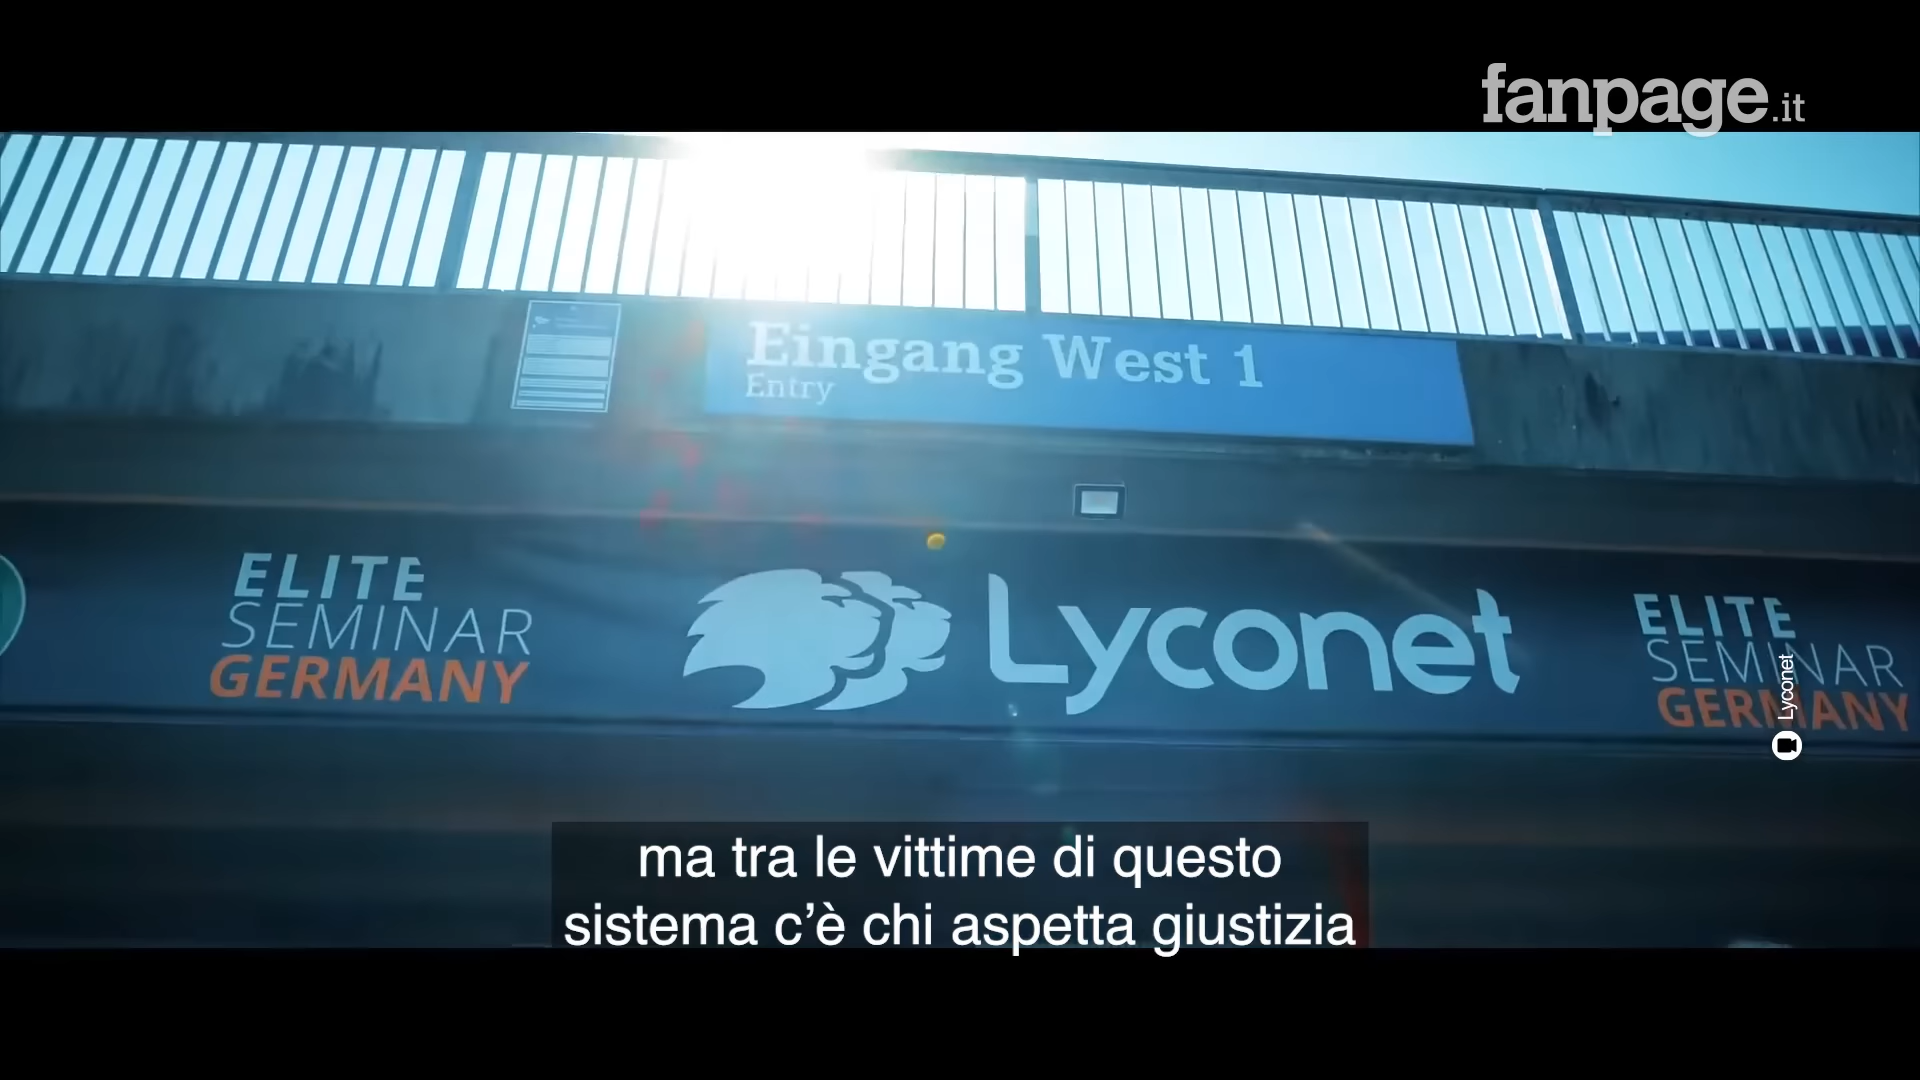 fanpage.it
Eingang West 1
Entry
ELITE
SEMINAR
GERMANY
Lyconet
ELITE
SEMINAR
GERMANY
Lyconet
ma tra le vittime di questo
sistema c’è chi aspetta giustizia